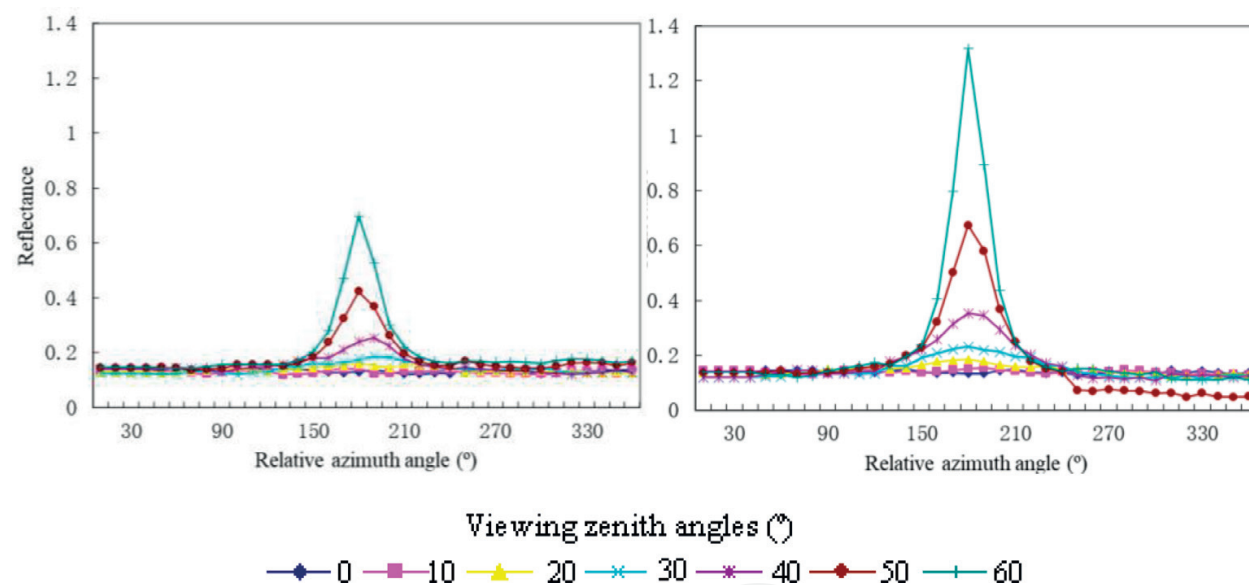 1.4
1.2
1
0.8
0.6
0.4
0.2
0
Reflectance
30 90 150 210 270 330
Relative azimuth angle (º)
1.4
1.2
1
0.8
0.6
0.4
0.2
0
30 90 150 210 270 330
Relative azimuth angle (º)
Viewing zenith angles (º)
0 10 20 30 40 50 60